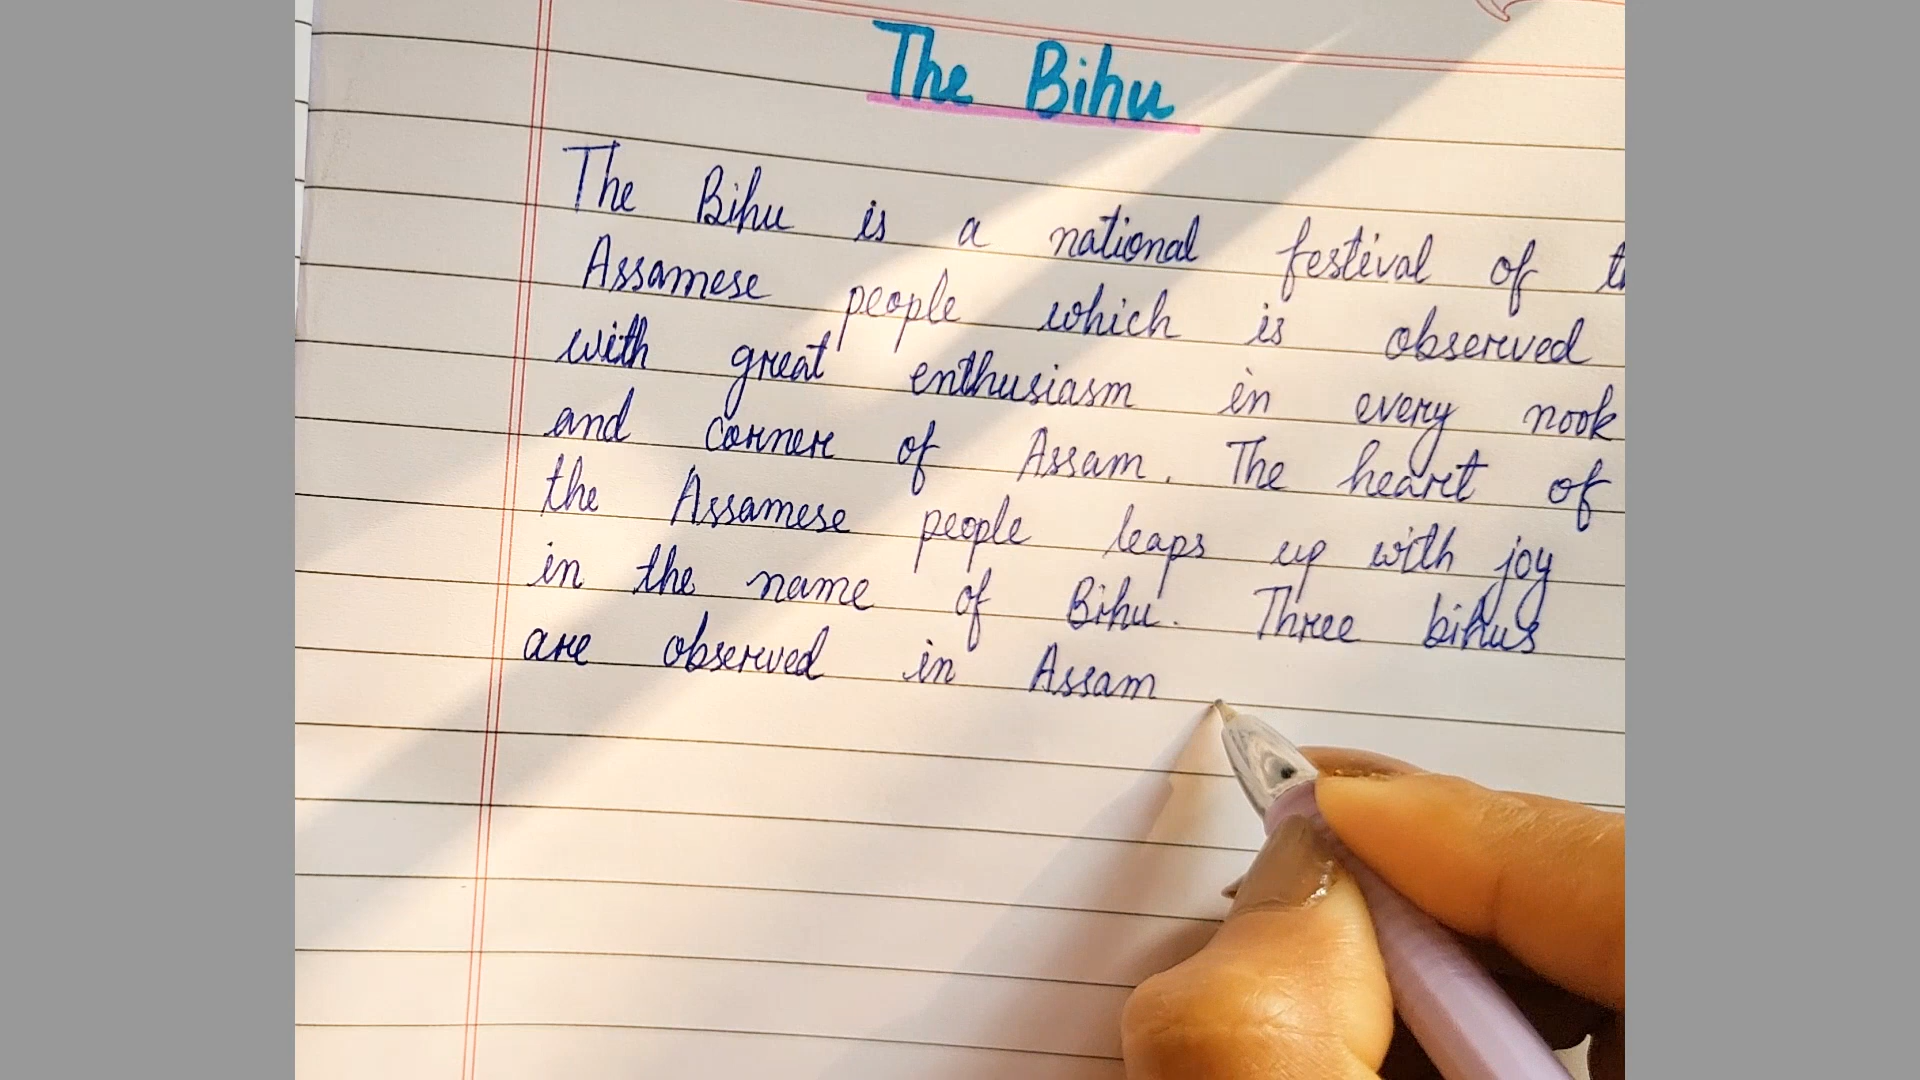 The Bihu
The Bihu is a national festival of
Assamese people which is observed
with great enthusiasm in every nook
and corner of Assam. The heart of
the Assamese people leaps up with joy
in the name of Bihu. Three bihus
are observed in Assam